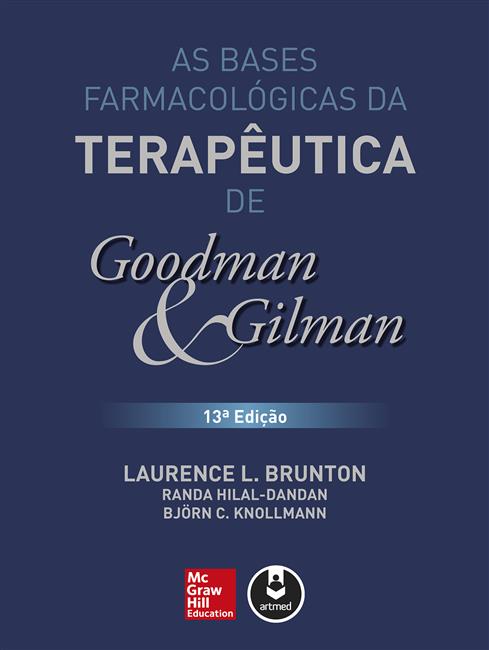 AS BASES
FARMACOLÓGICAS DA
TERAPÊUTICA
DE
Goodman
& Gilman
13ª Edição
LAURENCE L. BRUNTON
RANDA HILAL-DANDAN
BJÖRN C. KNOLLMANN
Mc
Graw
Hill
Education
artmed